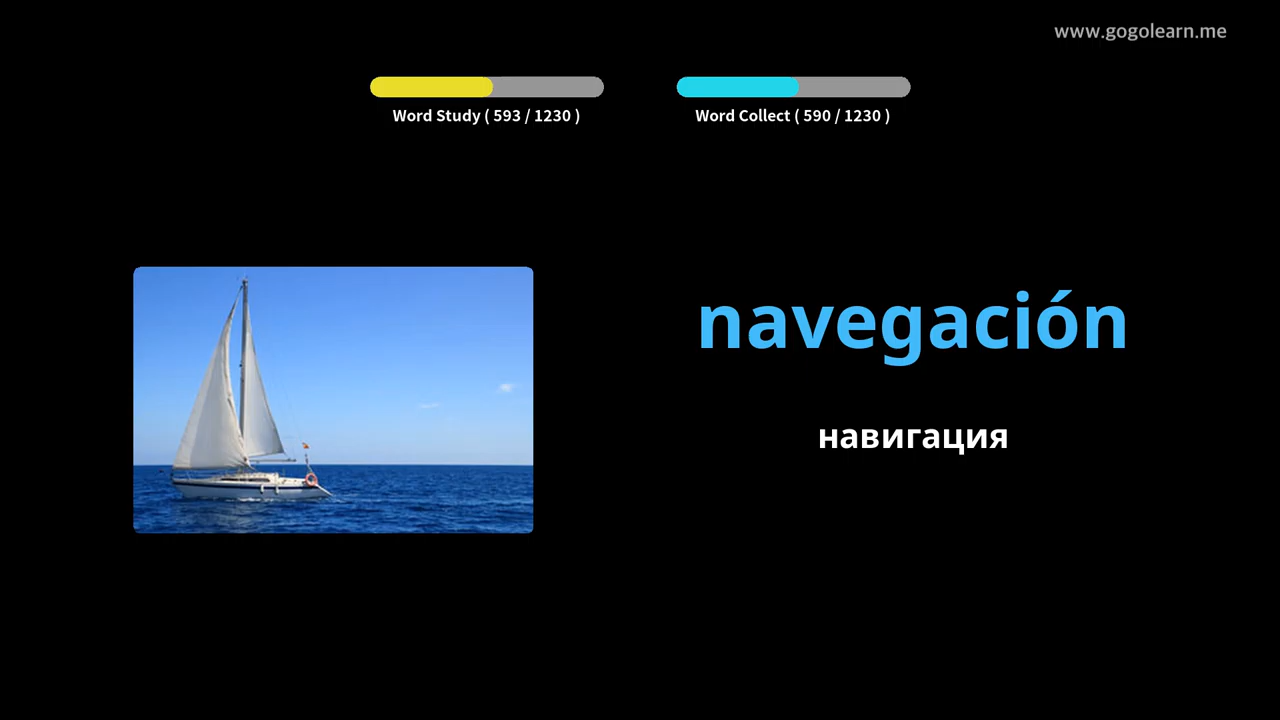 www.gogolearn.me
Word Study ( 593 / 1230 )
Word Collect ( 590 / 1230 )
navegación
навигация